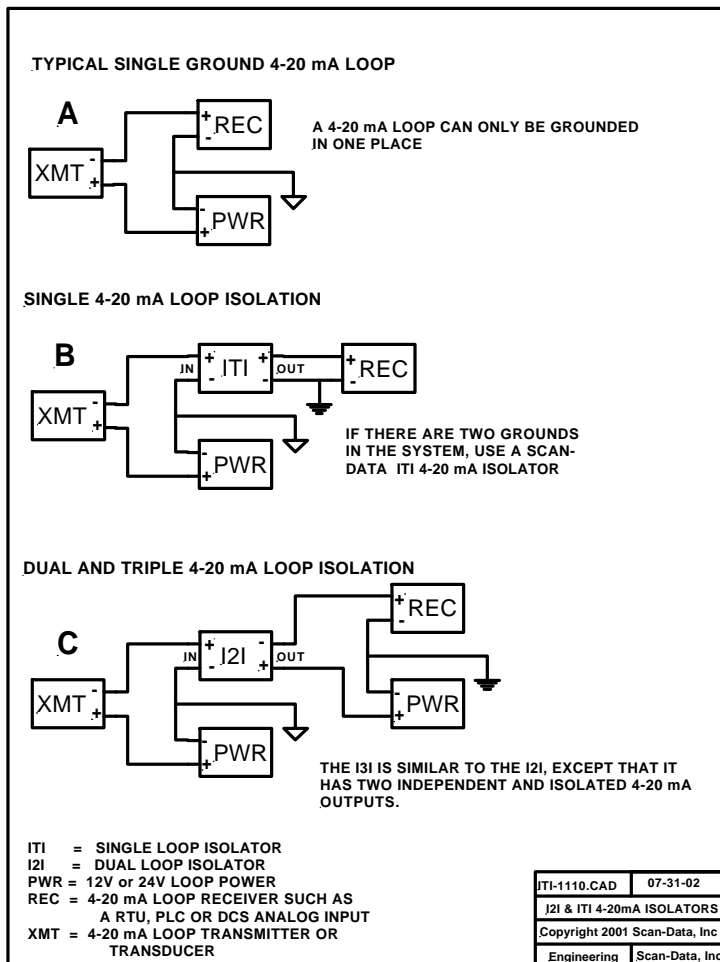 TYPICAL SINGLE GROUND 4-20 mA LOOP
A
+
REC
-
A 4-20 mA LOOP CAN ONLY BE GROUNDED
IN ONE PLACE
XMT
-
+
-
PWR
+
SINGLE 4-20 mA LOOP ISOLATION
B
IN
+
ITI
+
OUT
-
-
+
REC
-
XMT
-
+
-
PWR
+
IF THERE ARE TWO GROUNDS
IN THE SYSTEM, USE A SCAN-
DATA ITI 4-20 mA ISOLATOR
DUAL AND TRIPLE 4-20 mA LOOP ISOLATION
+
REC
-
C
IN
+
I2I
-
OUT
-
+
XMT
-
+
-
PWR
+
-
PWR
+
THE I3I IS SIMILAR TO THE I2I, EXCEPT THAT IT
HAS TWO INDEPENDENT AND ISOLATED 4-20 mA
OUTPUTS.
ITI = SINGLE LOOP ISOLATOR
I2I = DUAL LOOP ISOLATOR
PWR = 12V or 24V LOOP POWER
REC = 4-20 mA LOOP RECEIVER SUCH AS
A RTU, PLC OR DCS ANALOG INPUT
XMT = 4-20 mA LOOP TRANSMITTER OR
TRANSDUCER
ITI-1110.CAD 07-31-02
I2I & ITI 4-20mA ISOLATORS
Copyright 2001 Scan-Data, Inc
Engineering Scan-Data, Inc